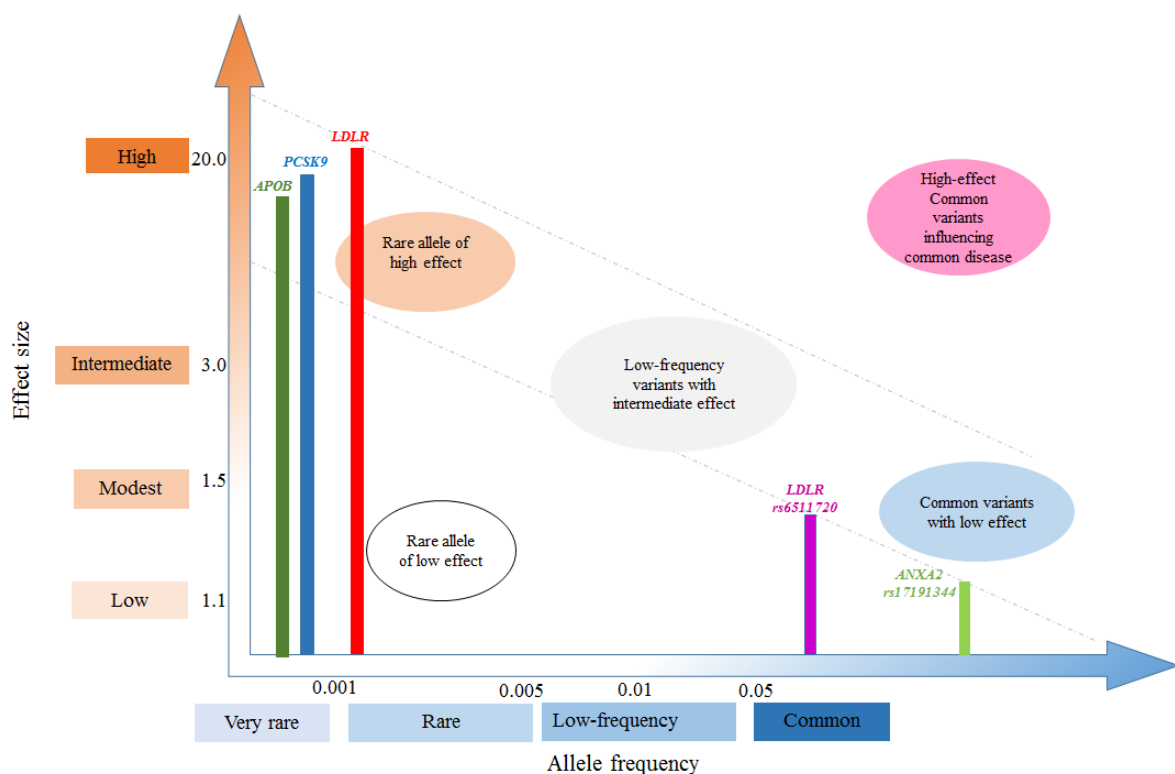 High
20.0
Intermediate
3.0
Modest
1.5
Low
1.1
Effect size
APOB
PCSK9
LDLR
Rare allele of
high effect
High-effect
Common
variants
influencing
common disease
Low-frequency
variants with
intermediate effect
Rare allele
of low effect
LDLR
rs6511720
Common variants
with low effect
ANXA2
rs17191344
0.001
0.005
0.01
0.05
Very rare
Rare
Low-frequency
Common
Allele frequency